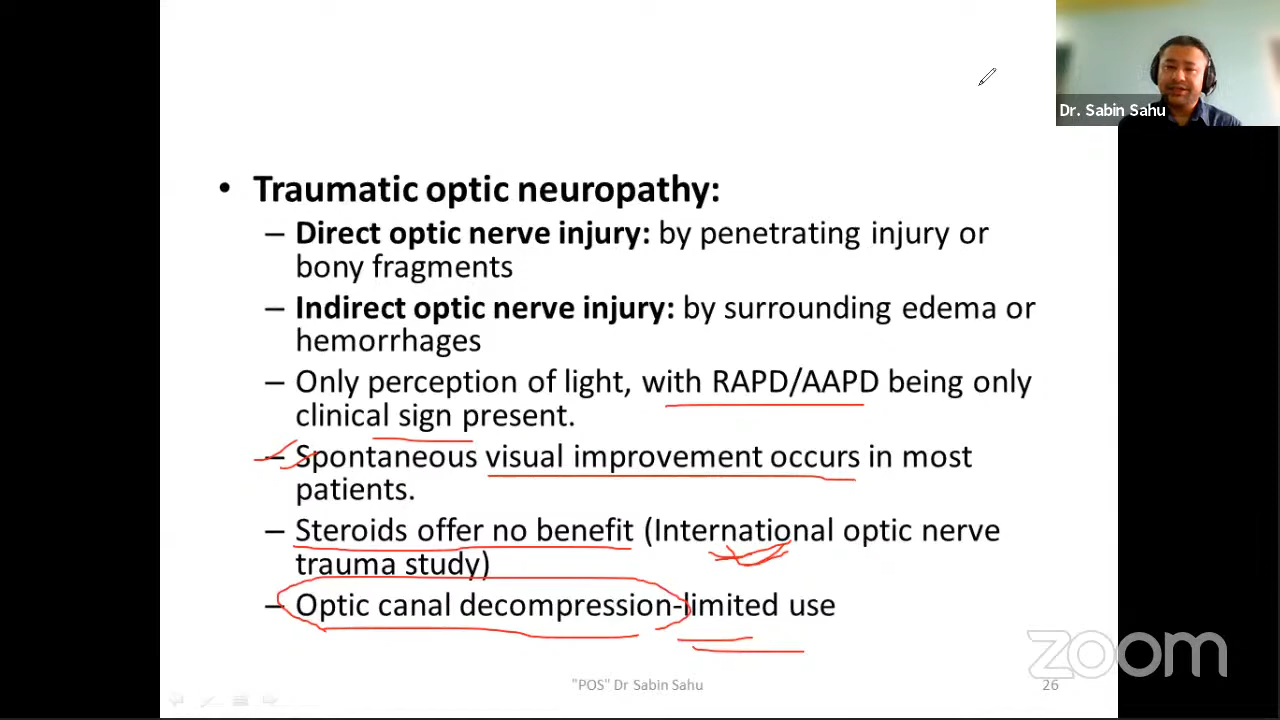 Dr. Sabin Sahu
• Traumatic optic neuropathy:
– Direct optic nerve injury: by penetrating injury or
bony fragments
– Indirect optic nerve injury: by surrounding edema or
hemorrhages
– Only perception of light, with RAPD/AAPD being only
clinical sign present.
– Spontaneous visual improvement occurs in most
patients.
– Steroids offer no benefit (International optic nerve
trauma study)
– Optic canal decompression-limited use
zoom
"POS" Dr Sabin Sahu
26